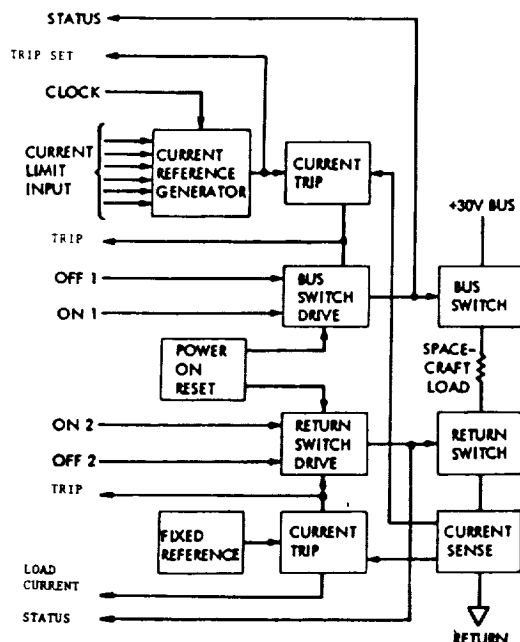 STATUS
TRIP SET
CLOCK
CURRENT
LIMIT
INPUT
CURRENT
REFERENCE
GENERATOR
CURRENT
TRIP
+30V BUS
TRIP
OFF 1
ON 1
BUS
SWITCH
DRIVE
BUS
SWITCH
POWER
ON
RESET
SPACE-
CRAFT
LOAD
ON 2
OFF 2
RETURN
SWITCH
DRIVE
RETURN
SWITCH
TRIP
FIXED
REFERENCE
CURRENT
TRIP
CURRENT
SENSE
LOAD
CURRENT
STATUS
RETURN